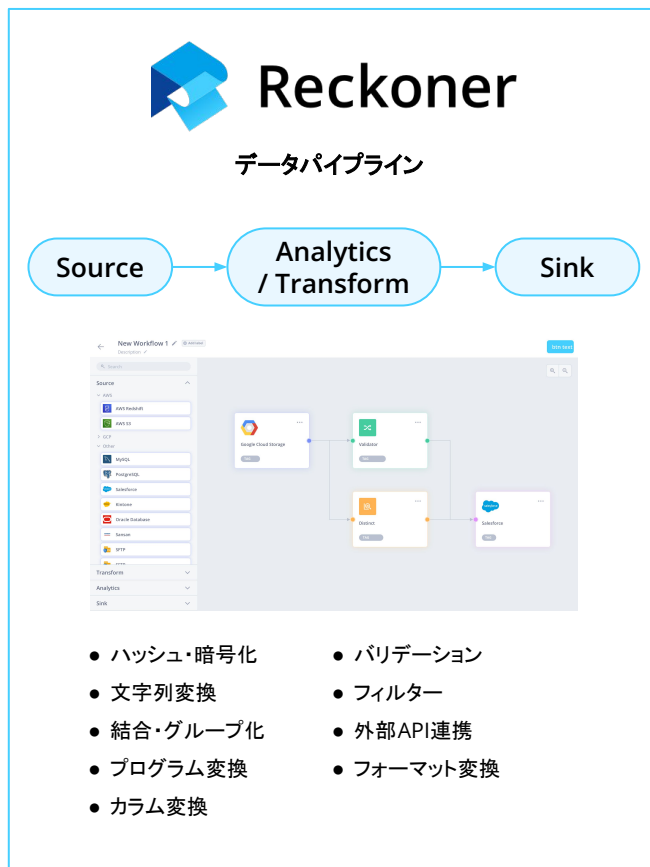 Reckoner
データパイプライン
Source
Analytics
/ Transform
Sink
New Workflow 1
Description
btn text
Search
Source
AWS
AWS Redshift
AWS S3
GCP
Other
MySQL
PostgreSQL
Salesforce
Kintone
Oracle Database
Sansan
SFTP
Transform
Analytics
Sink
Google Cloud Storage
Validator
Distinct
Salesforce
● ハッシュ・暗号化
● 文字列変換
● 結合・グループ化
● プログラム変換
● カラム変換
● バリデーション
● フィルター
● 外部API連携
● フォーマット変換